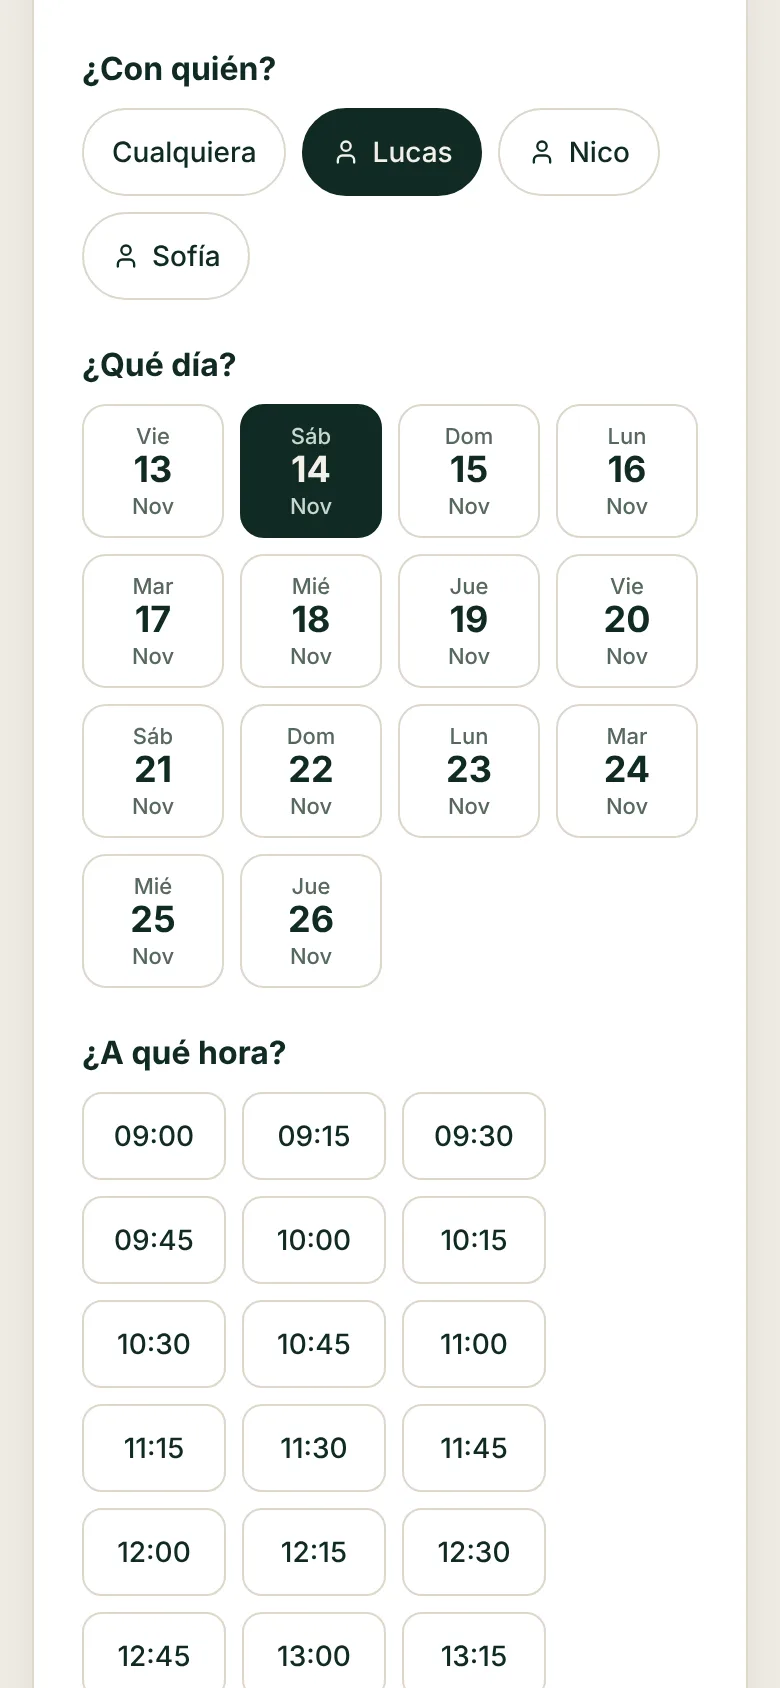 ¿Con quién?
Cualquiera
Lucas
Nico
Sofía
¿Qué día?
Vie
13
Nov
Sáb
14
Nov
Dom
15
Nov
Lun
16
Nov
Mar
17
Nov
Mié
18
Nov
Jue
19
Nov
Vie
20
Nov
Sáb
21
Nov
Dom
22
Nov
Lun
23
Nov
Mar
24
Nov
Mié
25
Nov
Jue
26
Nov
¿A qué hora?
09:00
09:15
09:30
09:45
10:00
10:15
10:30
10:45
11:00
11:15
11:30
11:45
12:00
12:15
12:30
12:45
13:00
13:15